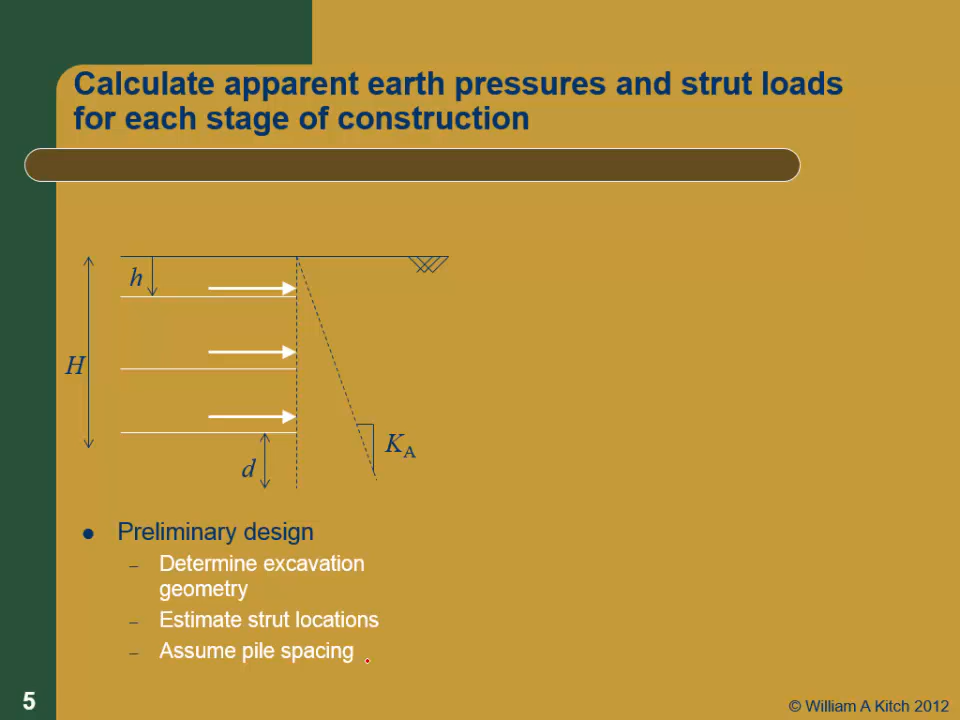 Calculate apparent earth pressures and strut loads
for each stage of construction
h
H
K_A
d
● Preliminary design
– Determine excavation
geometry
– Estimate strut locations
– Assume pile spacing
5
© William A Kitch 2012